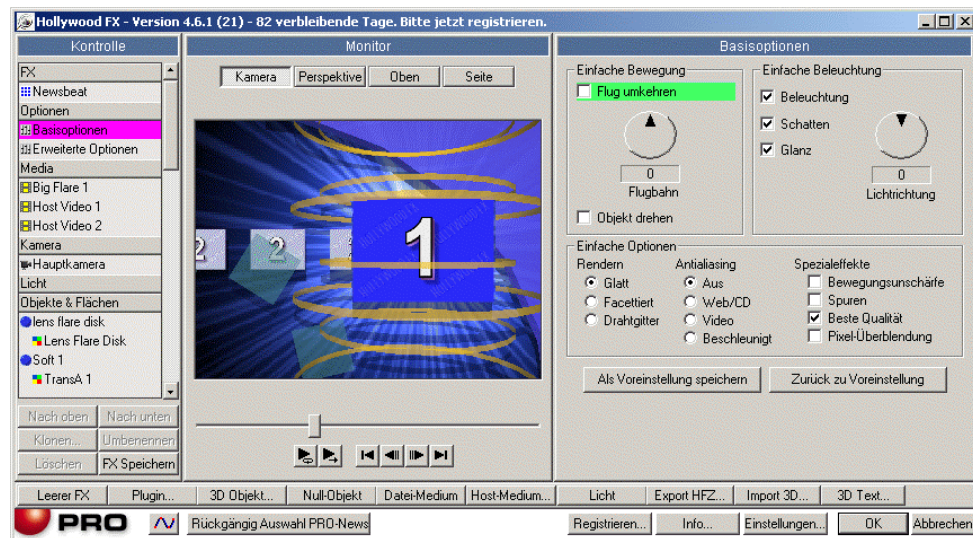 Hollywood FX - Version 4.6.1 (21) - 82 verbleibende Tage. Bitte jetzt registrieren.
Kontrolle
FX
Newsbeat
Optionen
Basisoptionen
Erweiterte Optionen
Media
Big Flare 1
Host Video 1
Host Video 2
Kamera
Hauptkamera
Licht
Objekte & Flächen
lens flare disk
Lens Flare Disk
Soft 1
TransA 1
Nach oben Nach unten
Klonen... Umbenennen
Löschen FX Speichern
Monitor
Kamera Perspektive Oben Seite
2 2 1
HOLLYWOOD FX
Basisoptionen
Einfache Bewegung
Flug umkehren
0
Flugbahn
Objekt drehen
Einfache Beleuchtung
Beleuchtung
Schatten
Glanz
0
Lichtrichtung
Einfache Optionen
Rendern
Glatt
Facettiert
Drahtgitter
Antialiasing
Aus
Web/CD
Video
Beschleunigt
Spezialeffekte
Bewegungsunschärfe
Spuren
Beste Qualität
Pixel-Überblendung
Als Voreinstellung speichern Zurück zu Voreinstellung
Leerer FX Plugin... 3D Objekt... Null-Objekt Datei-Medium Host-Medium... Licht Export HFZ... Import 3D... 3D Text...
PRO Rückgängig Auswahl PRO-News Registrieren... Info... Einstellungen... OK Abbrechen